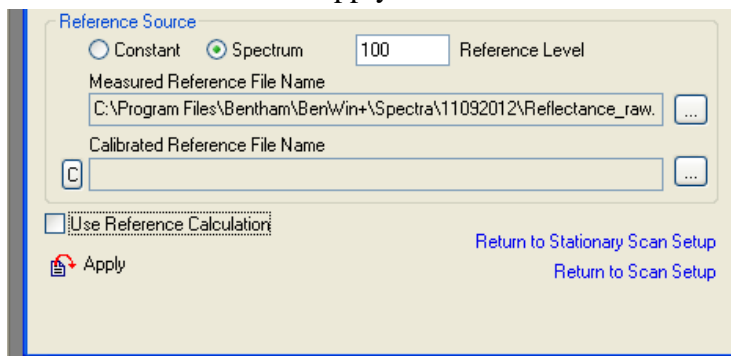 Reference Source
Constant Spectrum 100 Reference Level
Measured Reference File Name
C:\Program Files\Bentham\BenWin+\Spectra\11092012\Reflectance_raw. ...
Calibrated Reference File Name
C ...
Use Reference Calculation
Return to Stationary Scan Setup
Apply
Return to Scan Setup